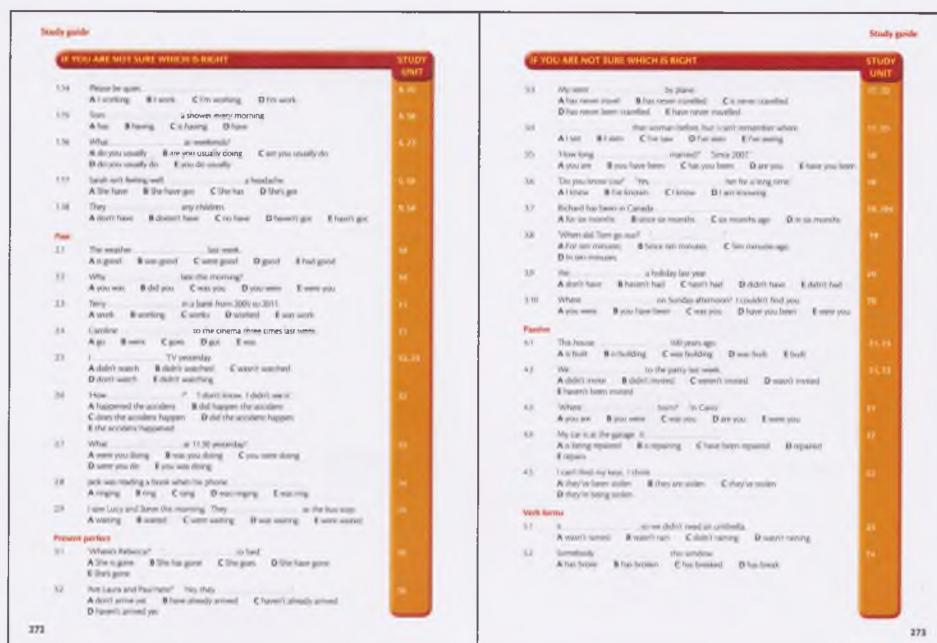 Study guide
IF YOU ARE NOT SURE WHICH IS RIGHT
STUDY UNIT
1.14 Please be quiet.
A I working B I work C I'm working D I'm work
1.15 Tom a shower every morning.
A has B having C is having D have
1.16 What at weekends?
A do you usually B are you usually doing C are you usually do
D do you usually do E you do usually
1.17 Sarah isn't feeling well. a headache.
A She have B She have got C She has D She's got
1.18 They any children.
A don't have B doesn't have C no have D haven't got E hasn't got
Past
2.1 The weather last week.
A is good B was good C were good D good E had good
2.2 Why late this morning?
A you was B did you C was you D you were E were you
2.3 Terry in a bank from 2005 to 2011.
A work B working C works D worked E was work
2.4 Caroline to the cinema three times last week.
A go B went C goes D got E was
2.5 I TV yesterday.
A didn't watch B didn't watched C wasn't watched
D don't watch E didn't watching
2.6 'How ?' 'I don't know. I didn't see it.'
A happened the accident B did happen the accident
C does the accident happen D did the accident happen
E the accident happened
2.7 What at 11.30 yesterday?
A were you doing B was you doing C you were doing
D were you do E you was doing
2.8 Jack was reading a book when his phone
A ringing B ring C rang D was ringing E was ring
2.9 I saw Lucy and Steve this morning. They at the bus stop.
A waiting B waited C were waiting D was waiting E were waited
Present perfect
3.1 'Where's Rebecca?' ' to bed.'
A She is gone B She has gone C She goes D She have gone
E She's gone
3.2 'Are Laura and Paul here?' 'No, they
A don't arrive yet B have already arrived C haven't already arrived
D haven't arrived yet
272
Study guide
IF YOU ARE NOT SURE WHICH IS RIGHT
STUDY UNIT
3.3 My sister by plane.
A has never travel B has never travelled C is never travelled
D has never been travelled E have never travelled
3.4 that woman before, but I can't remember where.
A I see B I seen C I've saw D I've seen E I've seeing
3.5 'How long married?' 'Since 2007.'
A you are B you have been C has you been D are you E have you been
3.6 'Do you know Lisa?' 'Yes, her for a long time.'
A I knew B I've known C I know D I am knowing
3.7 Richard has been in Canada
A for six months B since six months C six months ago D in six months
3.8 'When did Tom go out?' '
A For ten minutes B Since ten minutes C Ten minutes ago
D In ten minutes
3.9 We a holiday last year.
A don't have B haven't had C hasn't had D didn't have E didn't had
3.10 Where on Sunday afternoon? I couldn't find you.
A you were B you have been C was you D have you been E were you
Passive
4.1 This house 100 years ago.
A is built B is building C was building D was built E built
4.2 We to the party last week.
A didn't invite B didn't invited C weren't invited D wasn't invited
E haven't been invited
4.3 'Where born?' 'In Cairo.'
A you are B you were C was you D are you E were you
4.4 My car is at the garage. It
A is being repaired B is repairing C have been repaired D repaired
E repairs
4.5 I can't find my keys. I think
A they've been stolen B they are stolen C they've stolen
D they're being stolen
Verb forms
5.1 It so we didn't need an umbrella.
A wasn't rained B wasn't rain C didn't raining D wasn't raining
5.2 Somebody this window.
A has broke B has broken C has breaked D has break
273